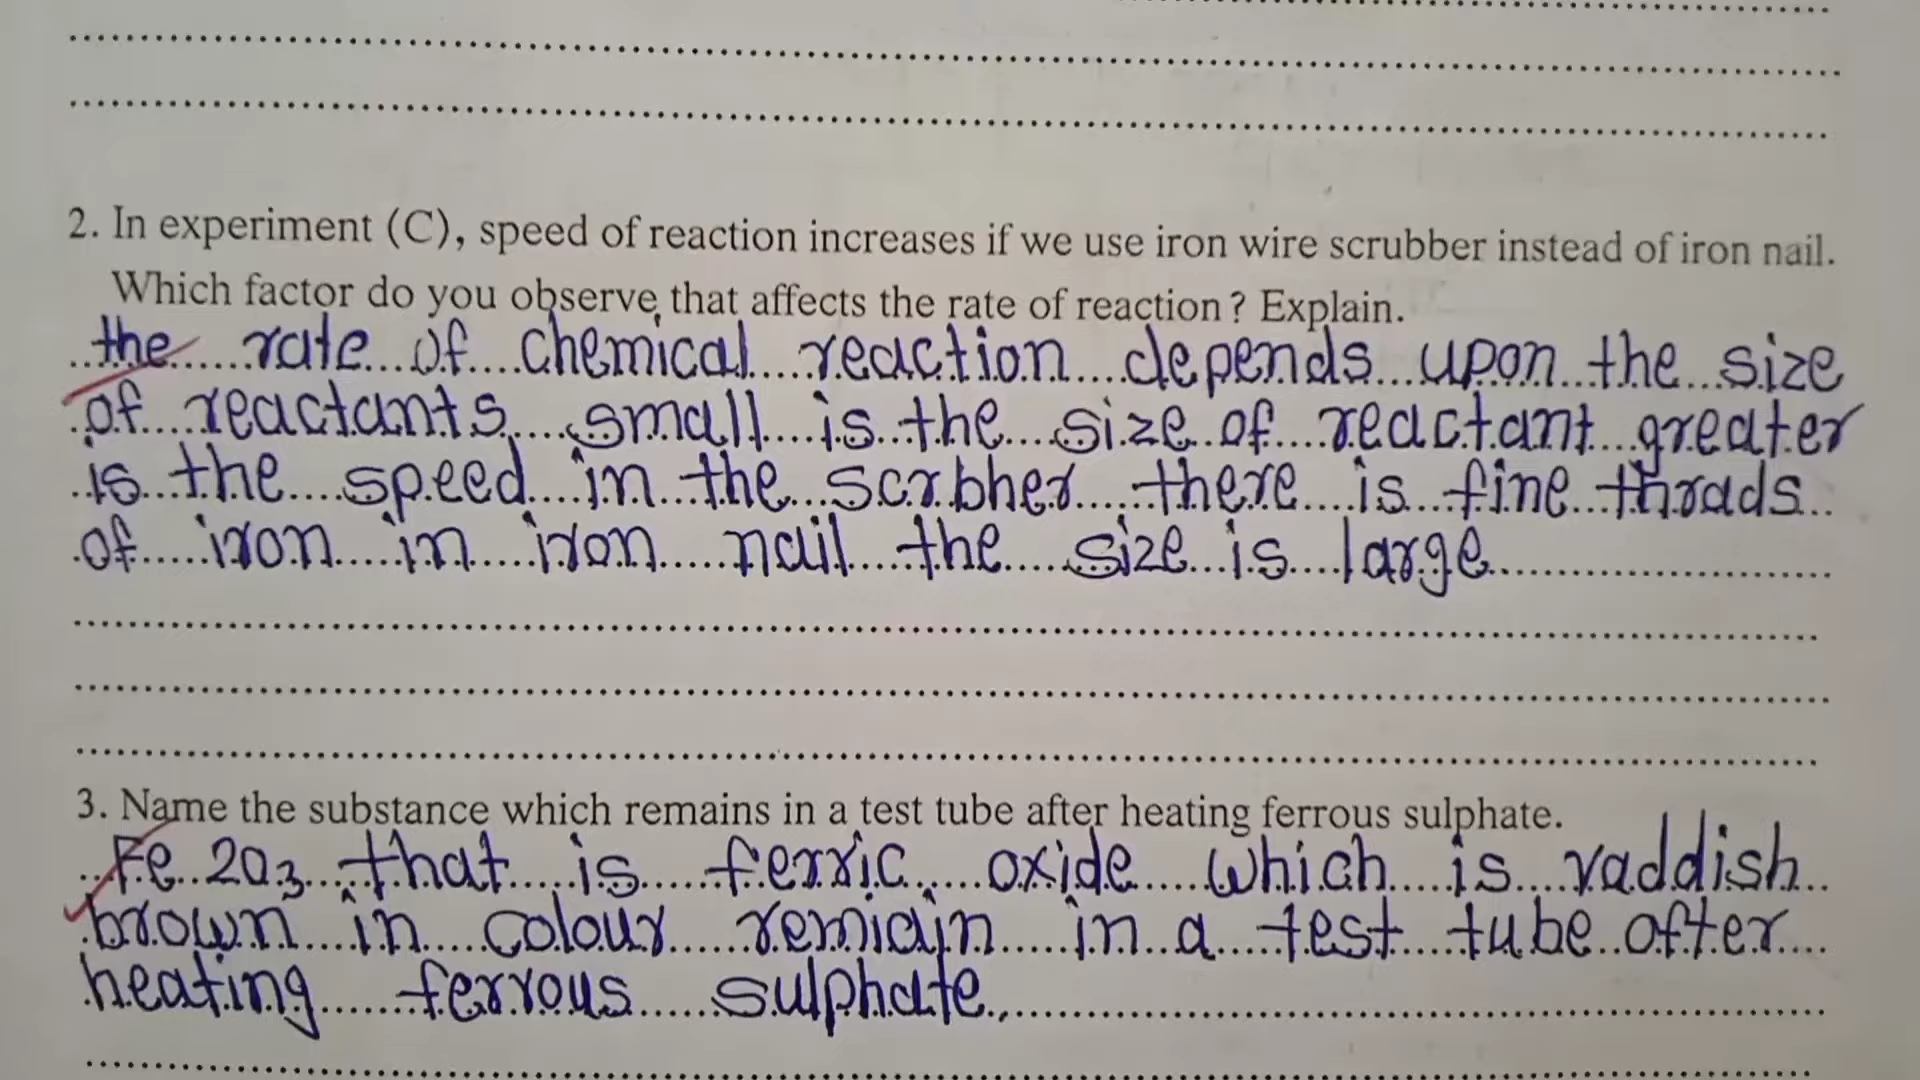 2. In experiment (C), speed of reaction increases if we use iron wire scrubber instead of iron nail.
Which factor do you observe that affects the rate of reaction? Explain.
the rate of chemical reaction depends upon the size
of reactants, small is the size of reactant greater
is the speed in the scrbher there is fine thrads
of iron in iron nail the size is large
3. Name the substance which remains in a test tube after heating ferrous sulphate.
Fe 2O3 that is ferric oxide which is raddish
brown in colour remiain in a test tube after
heating ferrous sulphate.